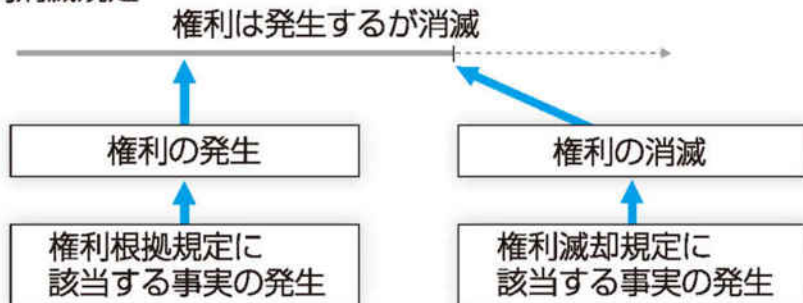 権利は発生するが消滅
権利の発生
権利の消滅
権利根拠規定に
該当する事実の発生
権利滅却規定に
該当する事実の発生